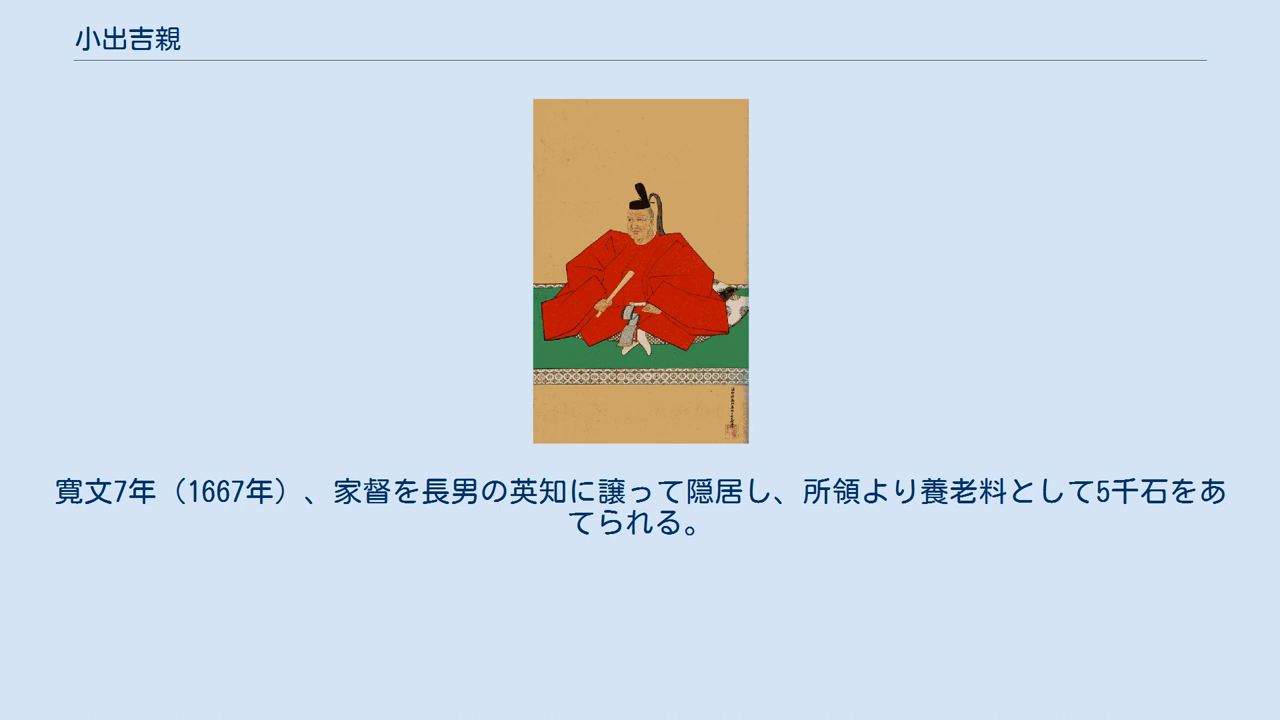 小出吉親
寛文7年（1667年）、家督を長男の英知に譲って隠居し、所領より養老料として5千石をあ
てられる。